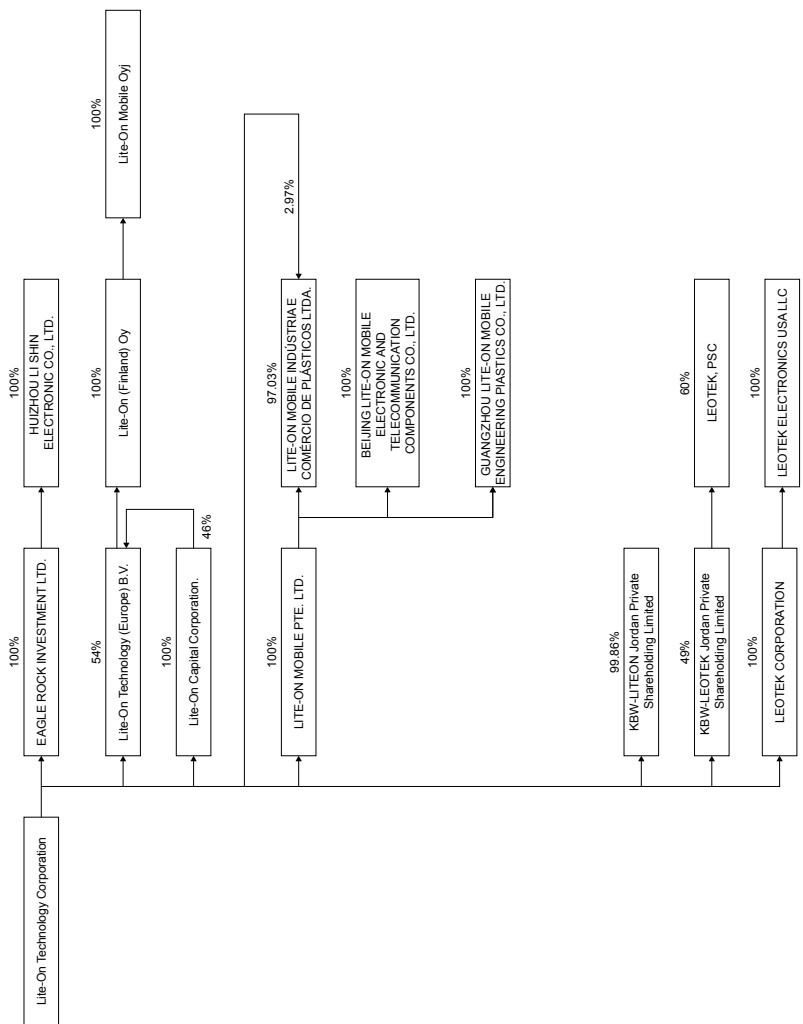 Lite-On Technology Corporation
100%
EAGLE ROCK INVESTMENT LTD.
100%
HUIZHOU LI SHIN
ELECTRONIC CO., LTD.
54%
Lite-On Technology (Europe) B.V.
100%
Lite-On (Finland) Oy
100%
Lite-On Mobile Oyj
100%
Lite-On Capital Corporation.
46%
100%
LITE-ON MOBILE PTE. LTD.
97.03%
LITE-ON MOBILE INDÚSTRIA E
COMÉRCIO DE PLÁSTICOS LTDA.
2.97%
100%
BEIJING LITE-ON MOBILE
ELECTRONIC AND
TELECOMMUNICATION
COMPONENTS CO., LTD.
100%
GUANGZHOU LITE-ON MOBILE
ENGINEERING PIASTICS CO., LTD.
99.86%
KBW-LITEON Jordan Private
Shareholding Limited
49%
KBW-LEOTEK Jordan Private
Shareholding Limited
60%
LEOTEK, PSC
100%
LEOTEK CORPORATION
100%
LEOTEK ELECTRONICS USA LLC